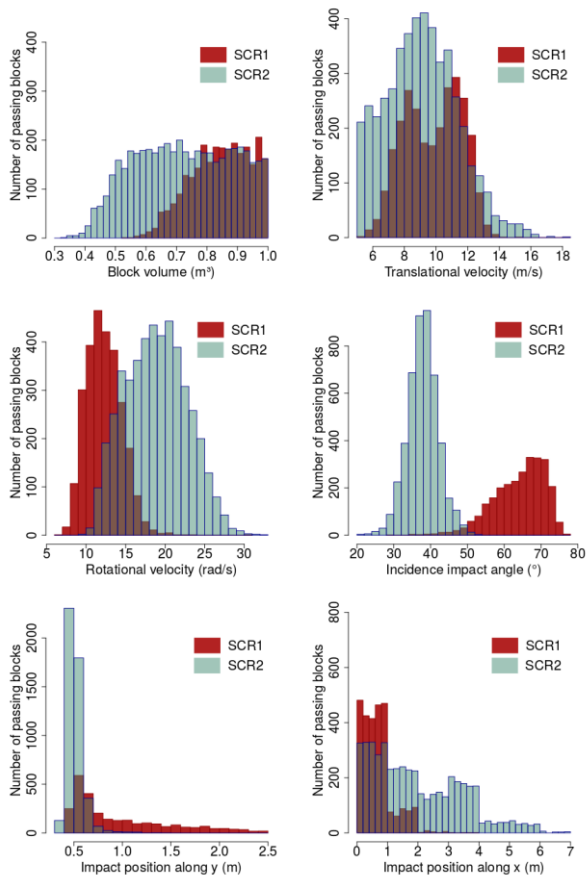 Number of passing blocks
400
300
200
100
0
SCR1
SCR2
0.3 0.4 0.5 0.6 0.7 0.8 0.9 1.0
Block volume (m³)
Number of passing blocks
400
300
200
100
0
SCR1
SCR2
6 8 10 12 14 16 18
Translational velocity (m/s)
Number of passing blocks
400
300
200
100
0
SCR1
SCR2
5 10 15 20 25 30
Rotational velocity (rad/s)
Number of passing blocks
800
600
400
200
0
SCR1
SCR2
20 30 40 50 60 70 80
Incidence impact angle (°)
Number of passing blocks
2000
1500
1000
500
0
SCR1
SCR2
0.5 1.0 1.5 2.0 2.5
Impact position along y (m)
Number of passing blocks
800
600
400
200
0
SCR1
SCR2
0 1 2 3 4 5 6 7
Impact position along x (m)